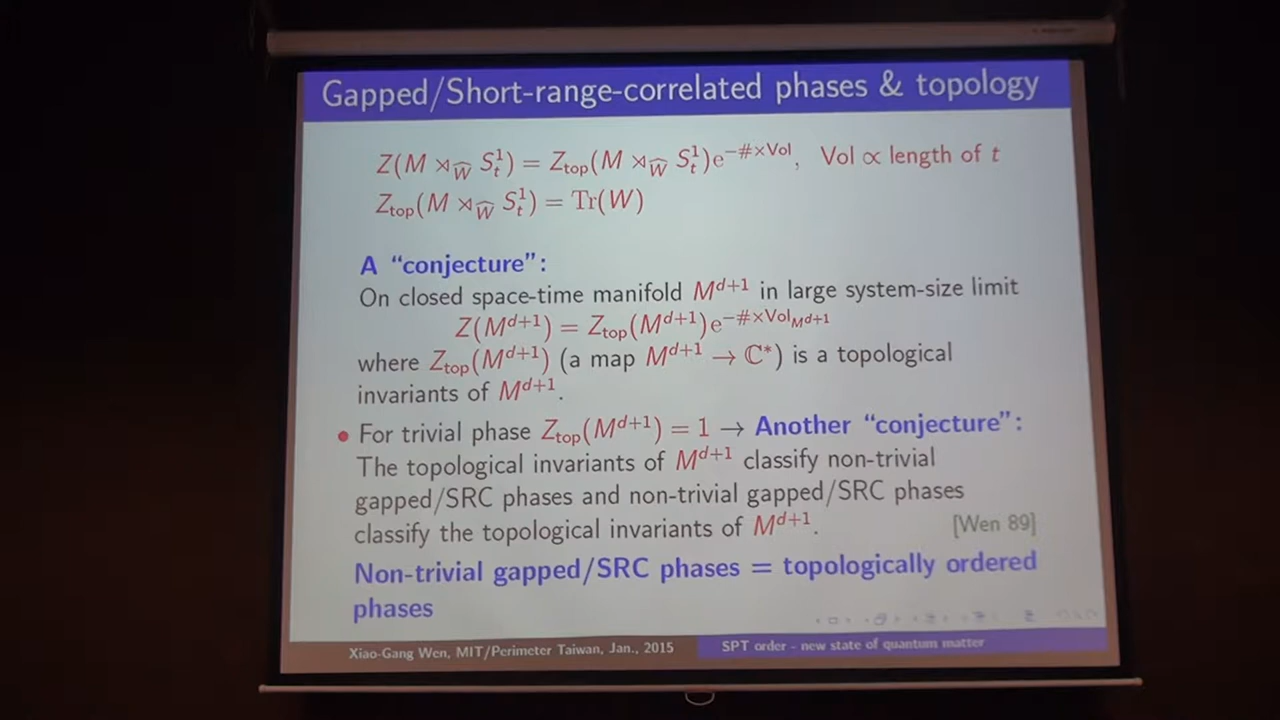 Gapped/Short-range-correlated phases & topology
Z(M ⋊_Ŵ S¹_t) = Z_top(M ⋊_Ŵ S¹_t)e^{−#×Vol}, Vol ∝ length of t
Z_top(M ⋊_Ŵ S¹_t) = Tr(W)
A “conjecture”:
On closed space-time manifold M^{d+1} in large system-size limit
Z(M^{d+1}) = Z_top(M^{d+1})e^{−#×Vol_{M^{d+1}}}
where Z_top(M^{d+1}) (a map M^{d+1} → ℂ*) is a topological
invariants of M^{d+1}.
• For trivial phase Z_top(M^{d+1}) = 1 → Another “conjecture”:
The topological invariants of M^{d+1} classify non-trivial
gapped/SRC phases and non-trivial gapped/SRC phases
classify the topological invariants of M^{d+1}. [Wen 89]
Non-trivial gapped/SRC phases = topologically ordered
phases
Xiao-Gang Wen, MIT/Perimeter Taiwan, Jan., 2015 SPT order - new state of quantum matter